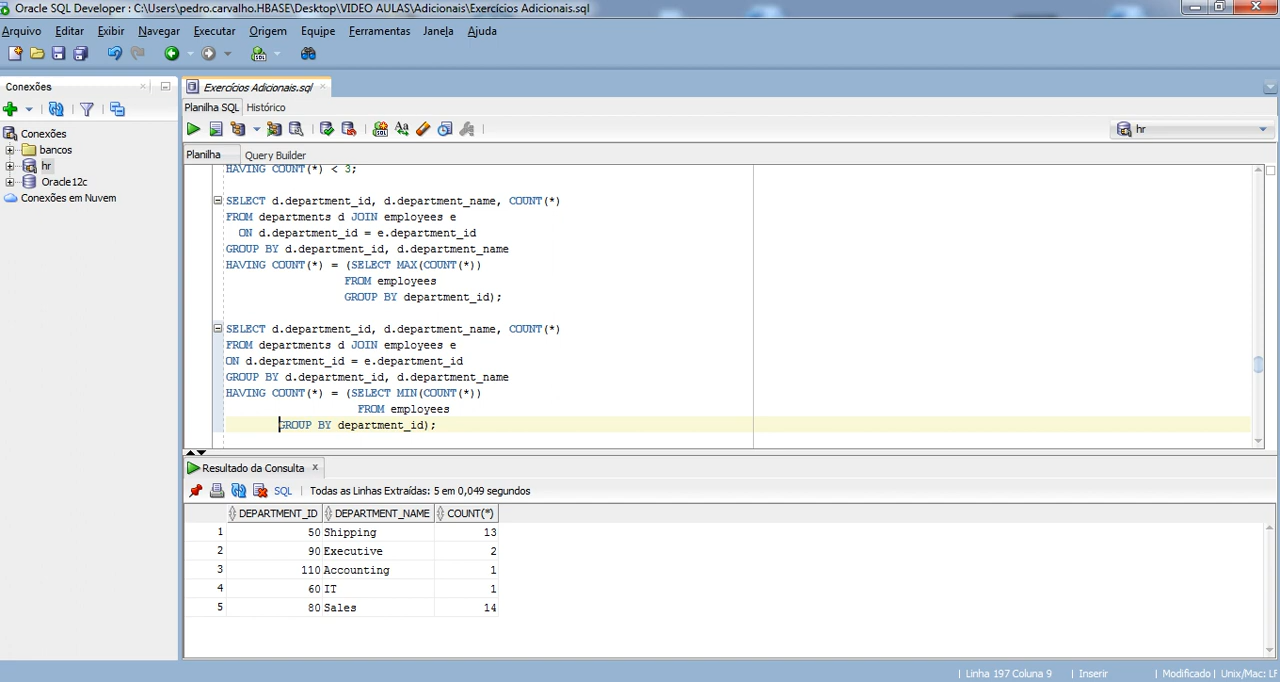 Oracle SQL Developer : C:\Users\pedro.carvalho.HBASE\Desktop\VIDEO AULAS\Adicionais\Exercícios Adicionais.sql
Arquivo Editar Exibir Navegar Executar Origem Equipe Ferramentas Janela Ajuda
Conexões
Exercícios Adicionais.sql
Planilha SQL Histórico
hr
Planilha Query Builder
Conexões
bancos
hr
Oracle12c
Conexões em Nuvem
HAVING COUNT(*) < 3;
SELECT d.department_id, d.department_name, COUNT(*)
FROM departments d JOIN employees e
ON d.department_id = e.department_id
GROUP BY d.department_id, d.department_name
HAVING COUNT(*) = (SELECT MAX(COUNT(*))
FROM employees
GROUP BY department_id);
SELECT d.department_id, d.department_name, COUNT(*)
FROM departments d JOIN employees e
ON d.department_id = e.department_id
GROUP BY d.department_id, d.department_name
HAVING COUNT(*) = (SELECT MIN(COUNT(*))
FROM employees
GROUP BY department_id);
Resultado da Consulta
SQL Todas as Linhas Extraídas: 5 em 0,049 segundos
DEPARTMENT_ID DEPARTMENT_NAME COUNT(*)
1 50 Shipping 13
2 90 Executive 2
3 110 Accounting 1
4 60 IT 1
5 80 Sales 14
Linha 197 Coluna 9 Inserir Modificado Unix/Mac: LF